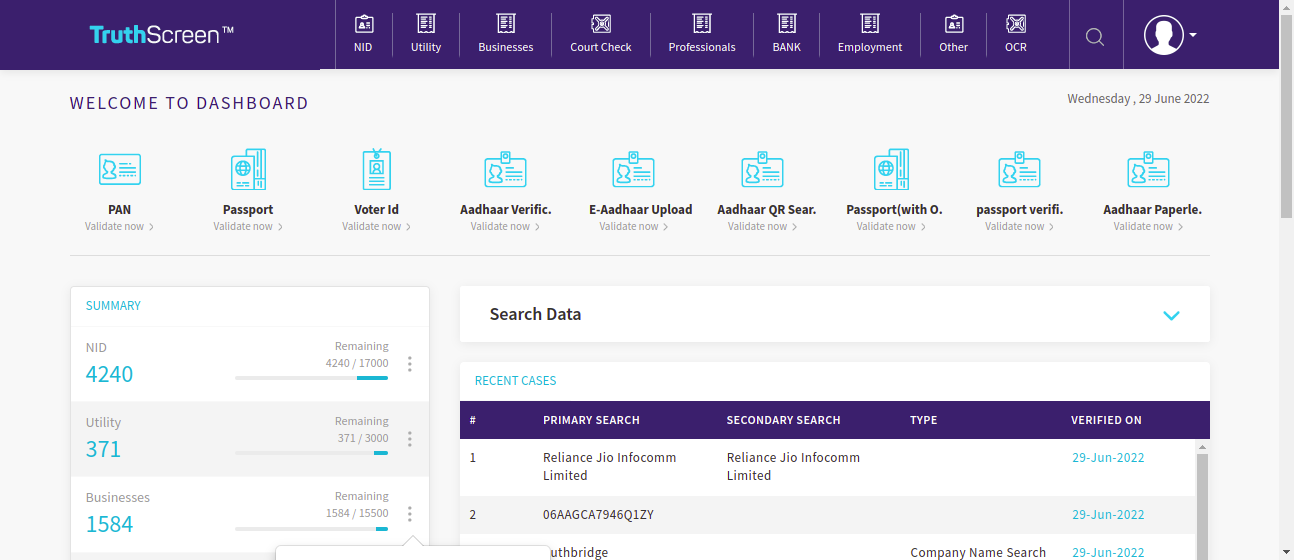 TruthScreen™
NID
Utility
Businesses
Court Check
Professionals
BANK
Employment
Other
OCR
WELCOME TO DASHBOARD
Wednesday , 29 June 2022
PAN
Validate now
Passport
Validate now
Voter Id
Validate now
Aadhaar Verific.
Validate now
E-Aadhaar Upload
Validate now
Aadhaar QR Sear.
Validate now
Passport(with O.
Validate now
passport verifi.
Validate now
Aadhaar Paperle.
Validate now
SUMMARY
NID
4240
Remaining
4240 / 17000
Utility
371
Remaining
371 / 3000
Businesses
1584
Remaining
1584 / 15500
Search Data
RECENT CASES
# PRIMARY SEARCH SECONDARY SEARCH TYPE VERIFIED ON
1 Reliance Jio Infocomm Reliance Jio Infocomm 29-Jun-2022
Limited Limited
2 06AAGCA7946Q1ZY 29-Jun-2022
uthbridge Company Name Search 29-Jun-2022